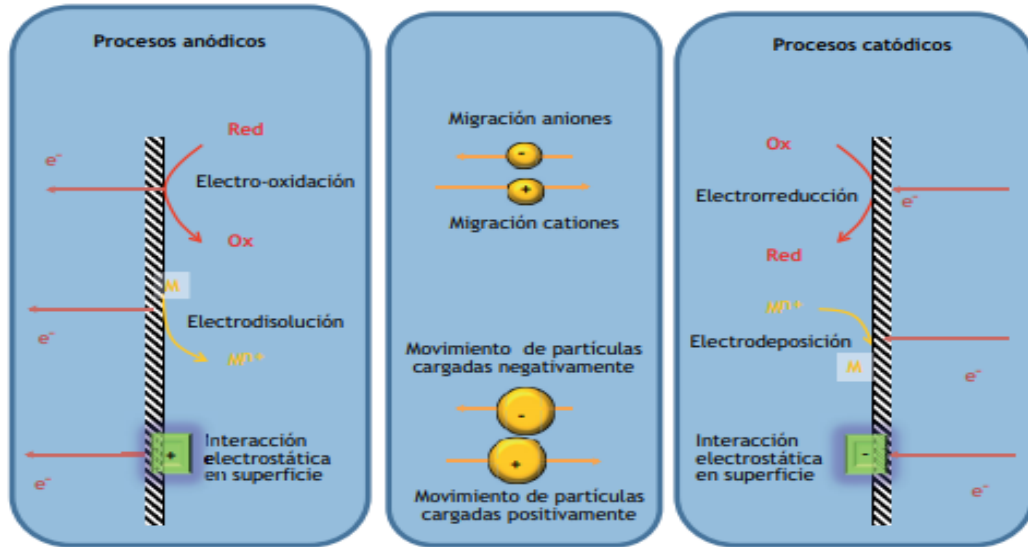 Procesos anódicos
Red
e⁻
Electro-oxidación
Ox
M
Electrodisolución
e⁻
Mn+
+
Interacción
electrostática
en superficie
e⁻
Migración aniones
-
+
Migración cationes
Movimiento de partículas
cargadas negativamente
-
+
Movimiento de partículas
cargadas positivamente
Procesos catódicos
Ox
Electrorreducción
e⁻
Red
Mn+
Electrodeposición
M
e⁻
Interacción
electrostática
en superficie
-
e⁻